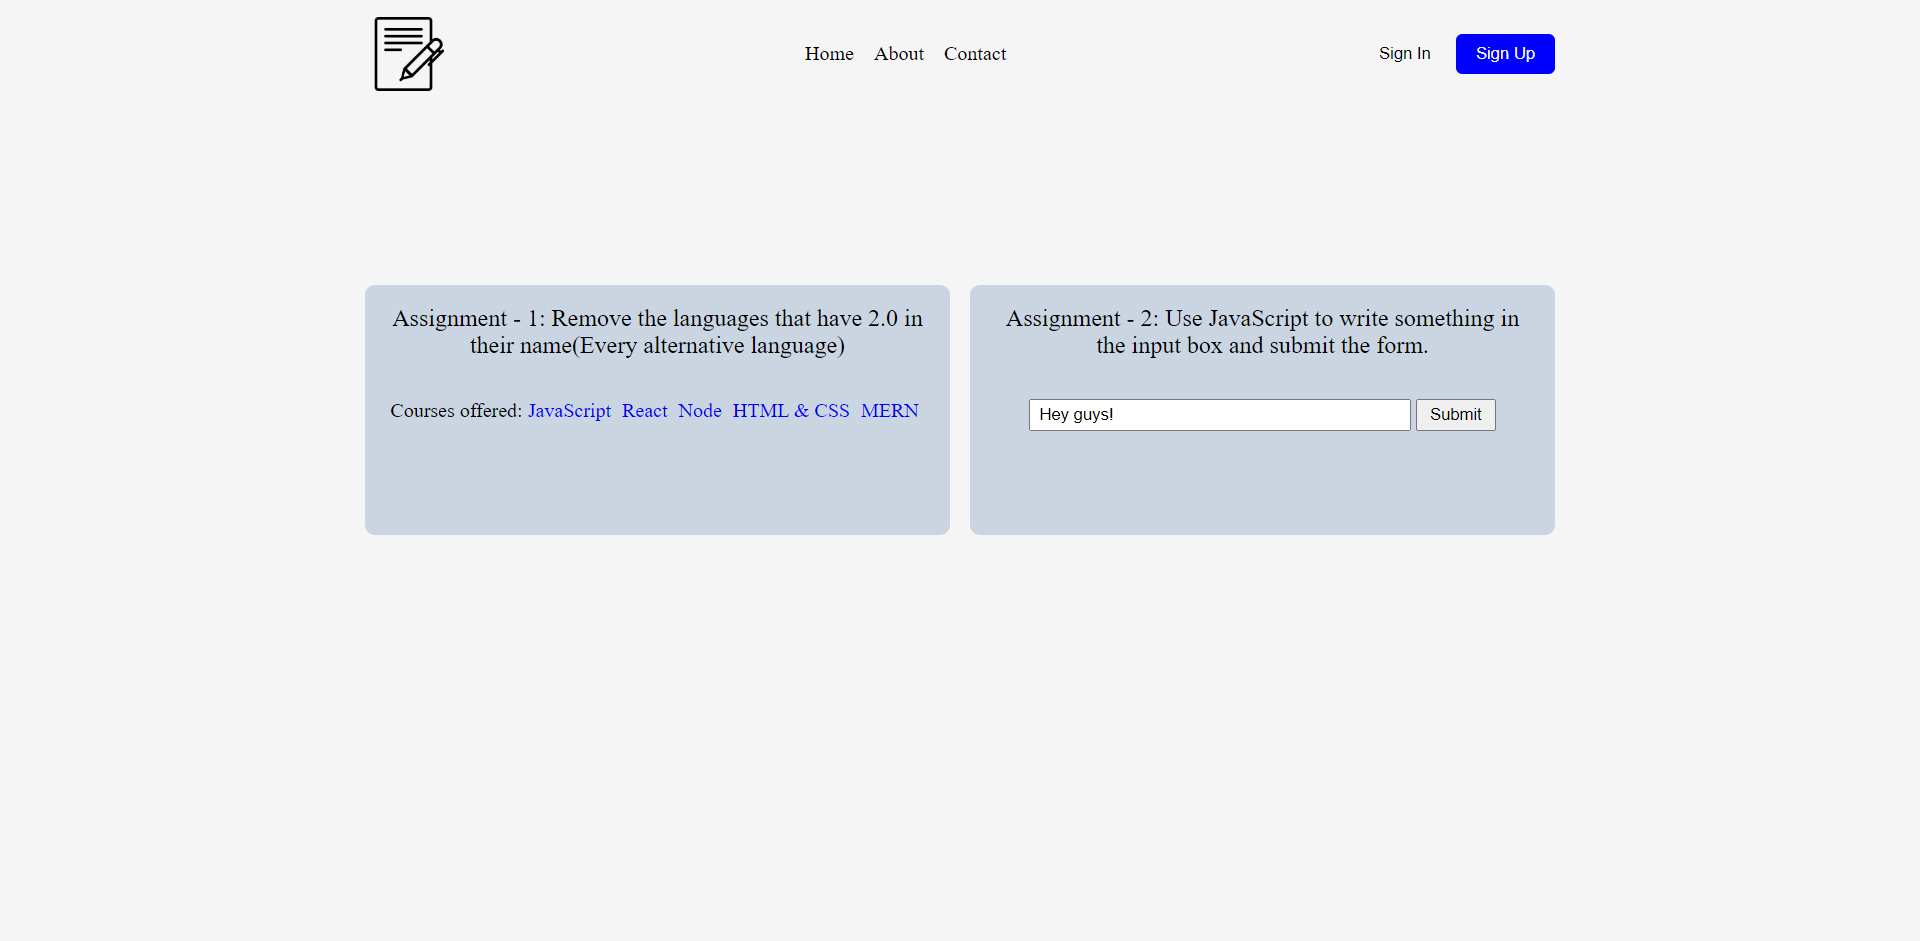 Home About Contact
Sign In Sign Up
Assignment - 1: Remove the languages that have 2.0 in
their name(Every alternative language)
Courses offered: JavaScript React Node HTML & CSS MERN
Assignment - 2: Use JavaScript to write something in
the input box and submit the form.
Hey guys! Submit